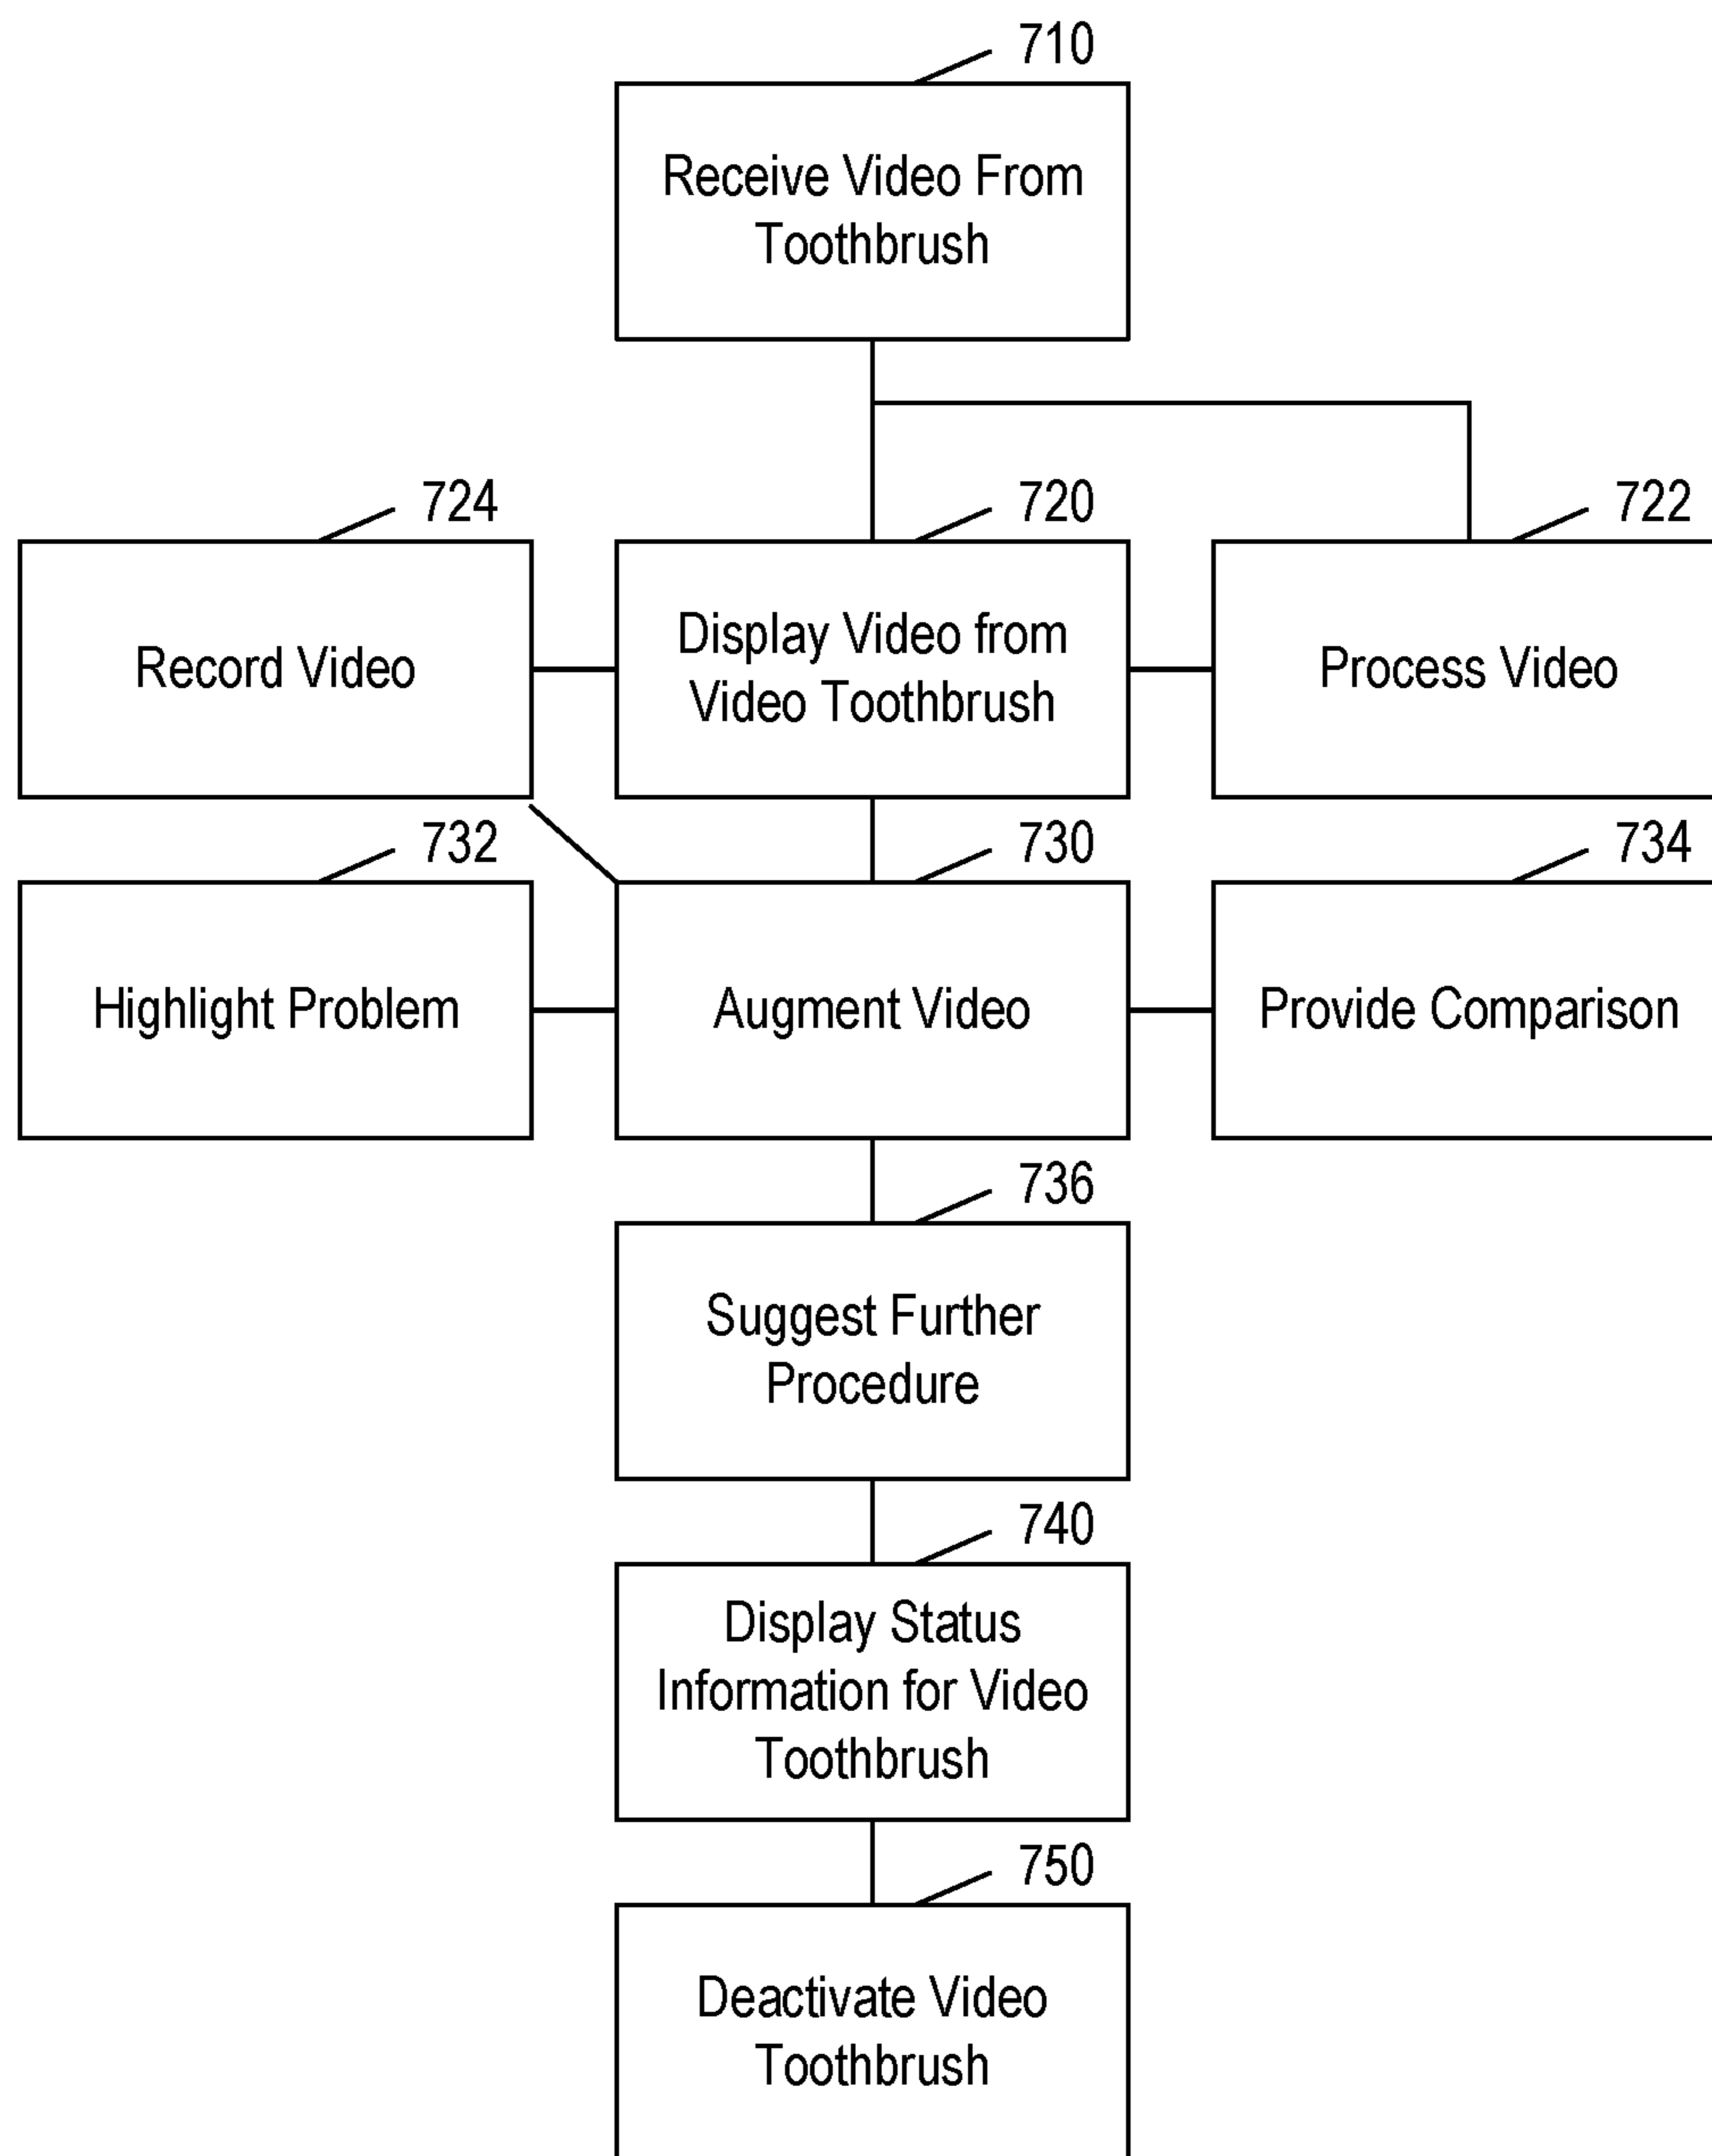 710
Receive Video From
Toothbrush
724
720
722
Record Video
Display Video from
Video Toothbrush
Process Video
732
730
734
Highlight Problem
Augment Video
Provide Comparison
736
Suggest Further
Procedure
740
Display Status
Information for Video
Toothbrush
750
Deactivate Video
Toothbrush